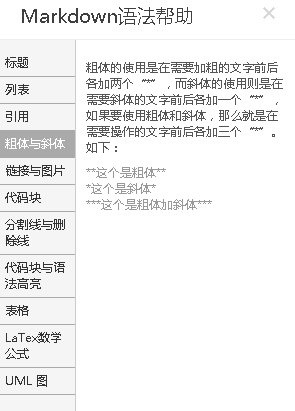 Markdown语法帮助
×
标题
列表
引用
粗体与斜体
链接与图片
代码块
分割线与删
除线
代码块与语
法高亮
表格
LaTex数学
公式
UML 图
粗体的使用是在需要加粗的文字前后
各加两个“*”，而斜体的使用则是在
需要斜体的文字前后各加一个“*”，
如果要使用粗体和斜体，那么就是在
需要操作的文字前后各加三个“*”。
如下：
**这个是粗体**
*这个是斜体*
***这个是粗体加斜体***